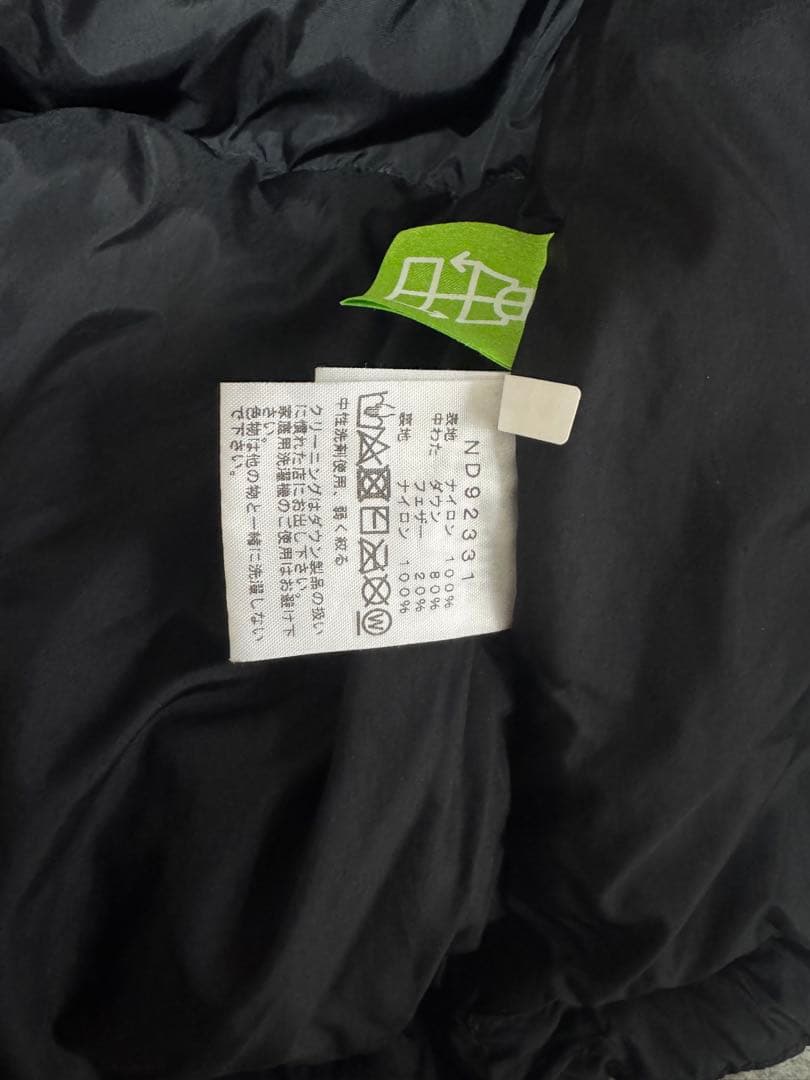 ND92331
表地 ナイロン 100%
中わた ダウン 80%
フェザー 20%
裏地 ナイロン 100%
W
中性洗剤使用、弱く絞る
クリーニングはダウン製品の扱い
に慣れた店にお出し下さい。
家庭用洗濯機のご使用はお避け下
さい。
色物は他の物と一緒に洗濯しない
で下さい。